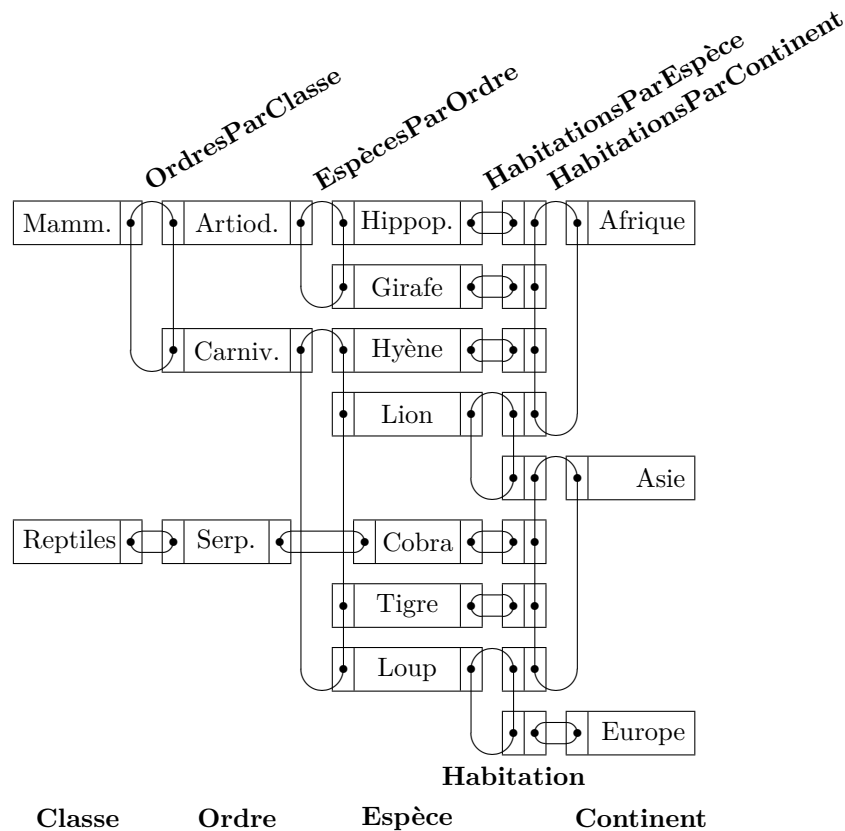 OrdresParClasse
EspècesParOrdre
HabitationsParEspèce
HabitationsParContinent
Mamm. Artiod. Hippop. Afrique
Girafe
Carniv. Hyène
Lion
Asie
Reptiles Serp. Cobra
Tigre
Loup
Europe
Habitation
Classe Ordre Espèce Continent